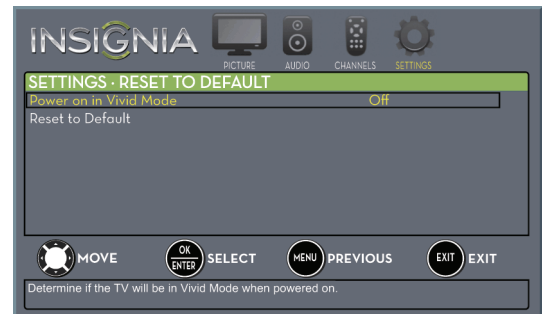 INSIGNIA
PICTURE AUDIO CHANNELS SETTINGS
SETTINGS · RESET TO DEFAULT
Power on in Vivid Mode Off
Reset to Default
MOVE OK ENTER SELECT MENU PREVIOUS EXIT EXIT
Determine if the TV will be in Vivid Mode when powered on.